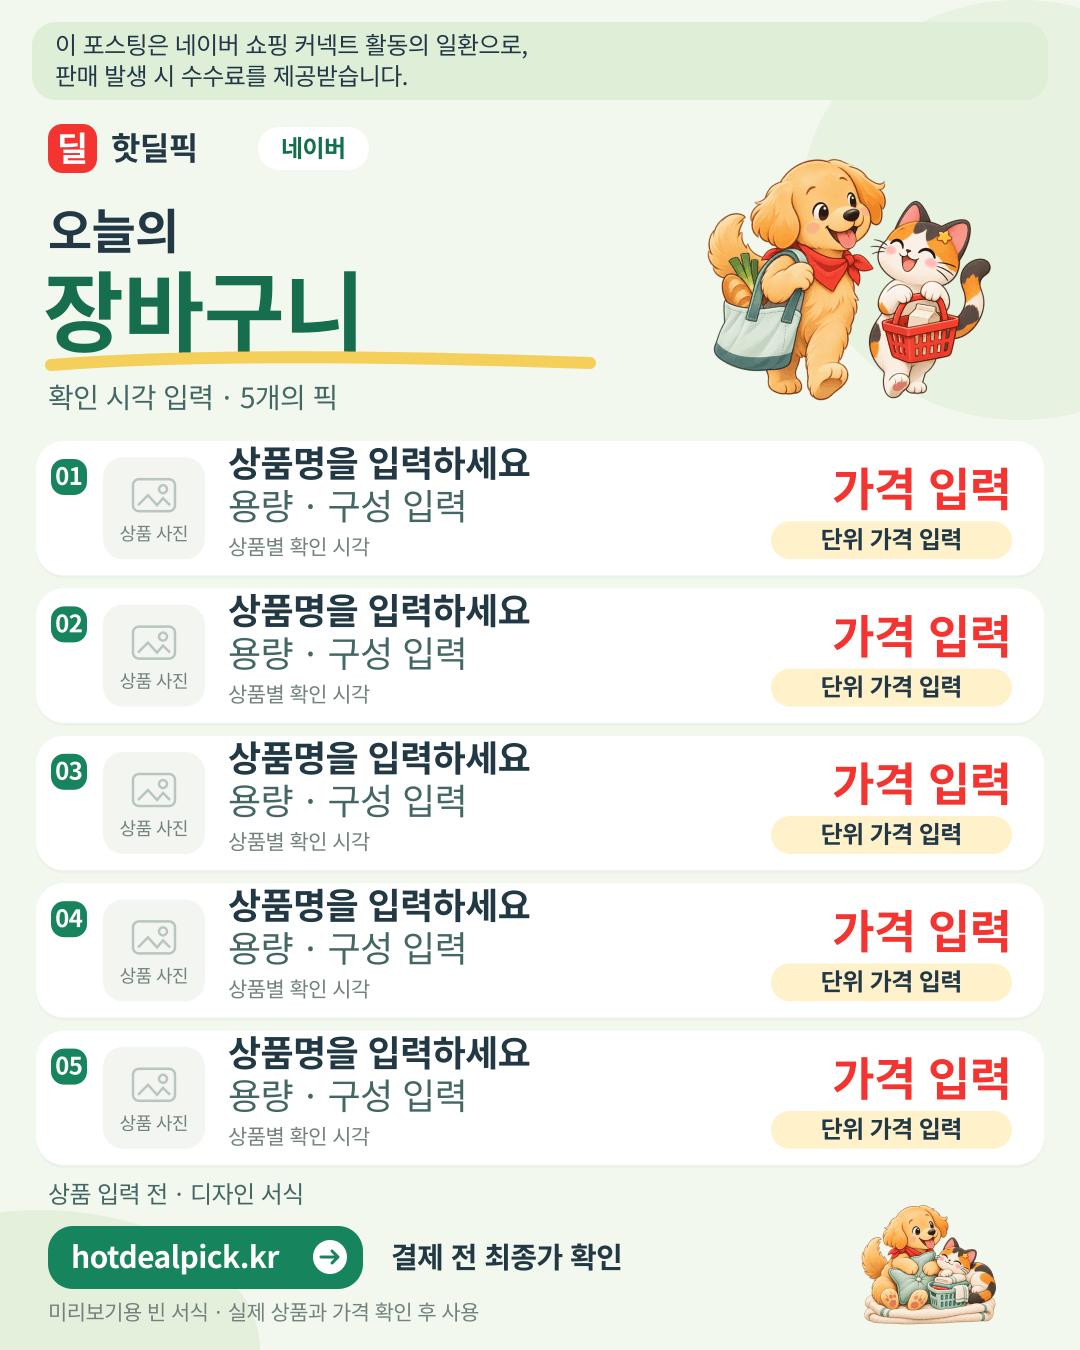 이 포스팅은 네이버 쇼핑 커넥트 활동의 일환으로,
판매 발생 시 수수료를 제공받습니다.
딜 핫딜픽 네이버
오늘의
장바구니
확인 시각 입력 · 5개의 픽
01
상품 사진
상품명을 입력하세요
용량 · 구성 입력
상품별 확인 시각
가격 입력
단위 가격 입력
02
상품 사진
상품명을 입력하세요
용량 · 구성 입력
상품별 확인 시각
가격 입력
단위 가격 입력
03
상품 사진
상품명을 입력하세요
용량 · 구성 입력
상품별 확인 시각
가격 입력
단위 가격 입력
04
상품 사진
상품명을 입력하세요
용량 · 구성 입력
상품별 확인 시각
가격 입력
단위 가격 입력
05
상품 사진
상품명을 입력하세요
용량 · 구성 입력
상품별 확인 시각
가격 입력
단위 가격 입력
상품 입력 전 · 디자인 서식
hotdealpick.kr
결제 전 최종가 확인
미리보기용 빈 서식 · 실제 상품과 가격 확인 후 사용